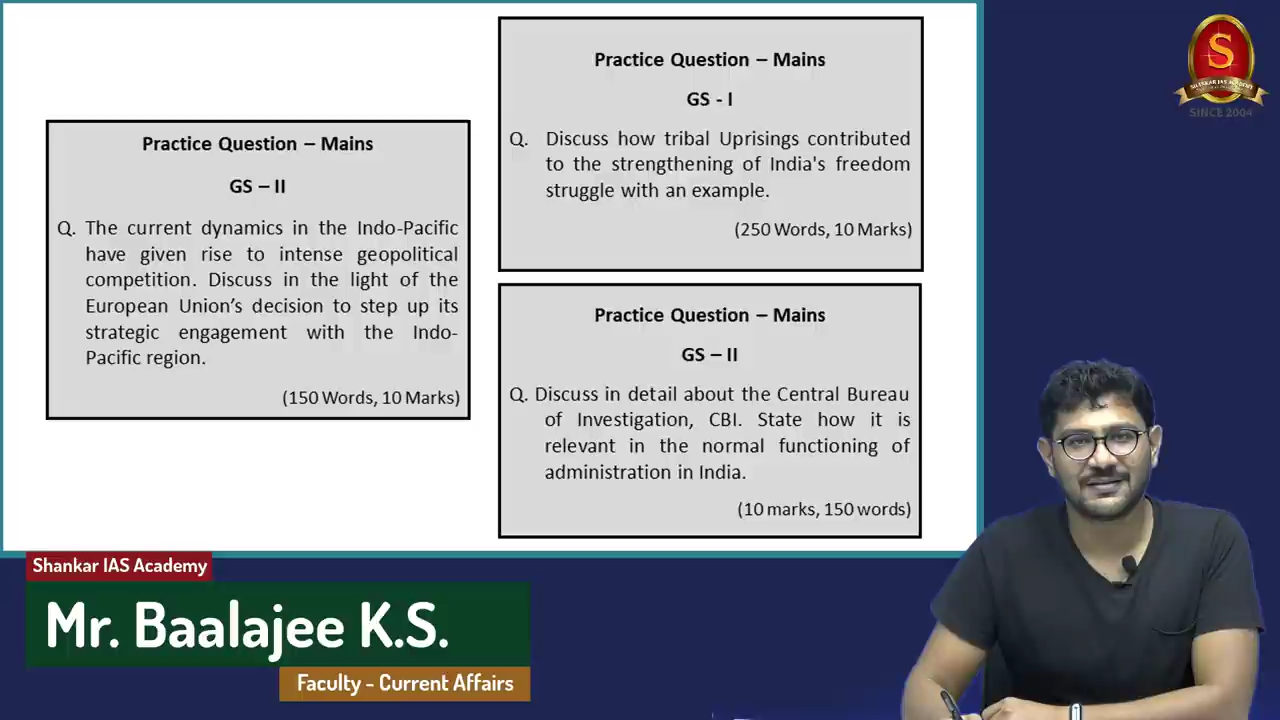 Practice Question – Mains
GS – II
Q. The current dynamics in the Indo-Pacific
have given rise to intense geopolitical
competition. Discuss in the light of the
European Union’s decision to step up its
strategic engagement with the Indo-
Pacific region.
(150 Words, 10 Marks)
Practice Question – Mains
GS - I
Q. Discuss how tribal Uprisings contributed
to the strengthening of India's freedom
struggle with an example.
(250 Words, 10 Marks)
Practice Question – Mains
GS – II
Q. Discuss in detail about the Central Bureau
of Investigation, CBI. State how it is
relevant in the normal functioning of
administration in India.
(10 marks, 150 words)
S
SHANKAR IAS ACADEMY
SINCE 2004
Shankar IAS Academy
Mr. Baalajee K.S.
Faculty - Current Affairs